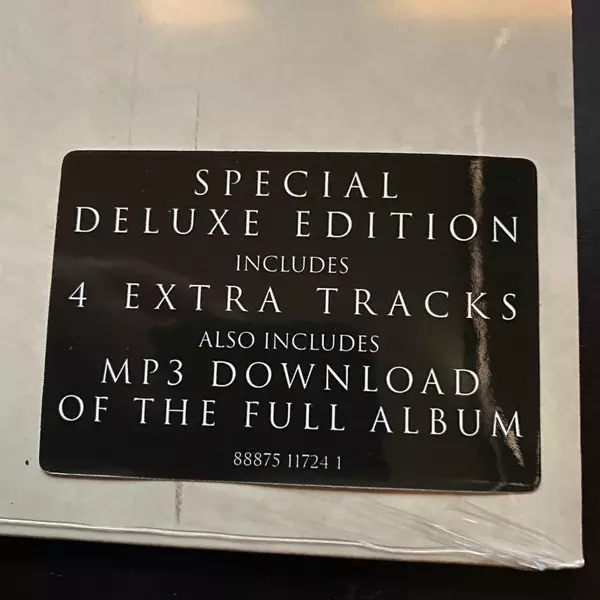 SPECIAL
DELUXE EDITION
INCLUDES
4 EXTRA TRACKS
ALSO INCLUDES
MP3 DOWNLOAD
OF THE FULL ALBUM
88875 11724 1